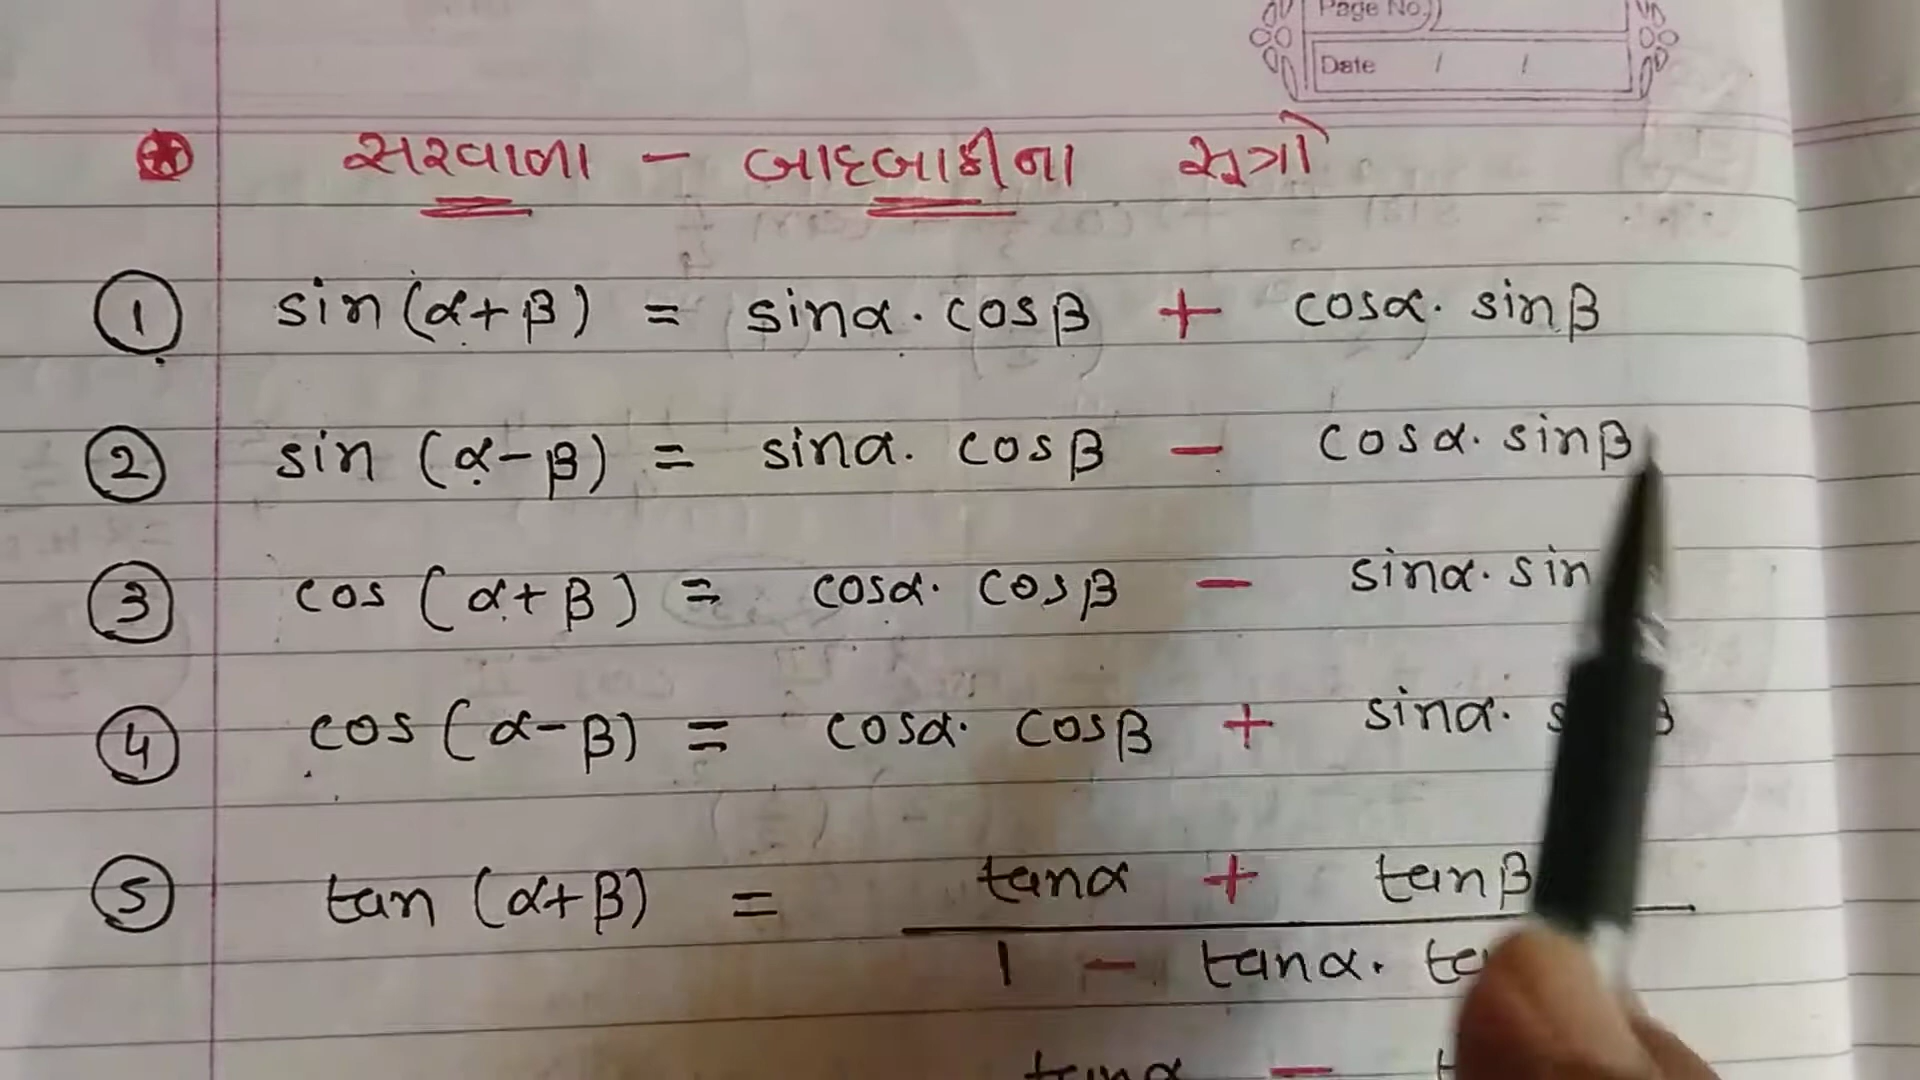 Page No.
Date / /
સરવાળા - બાદબાકીના સૂત્રો
① sin(α+β) = sinα. cosβ + cosα. sinβ
② sin (α-β) = sinα. cosβ - cosα. sinβ
③ cos (α+β) = cosα. cosβ - sinα. sin
④ cos (α-β) = cosα. cosβ + sinα.
⑤ tan (α+β) = tanα + tanβ
1 - tanα.
tanα -